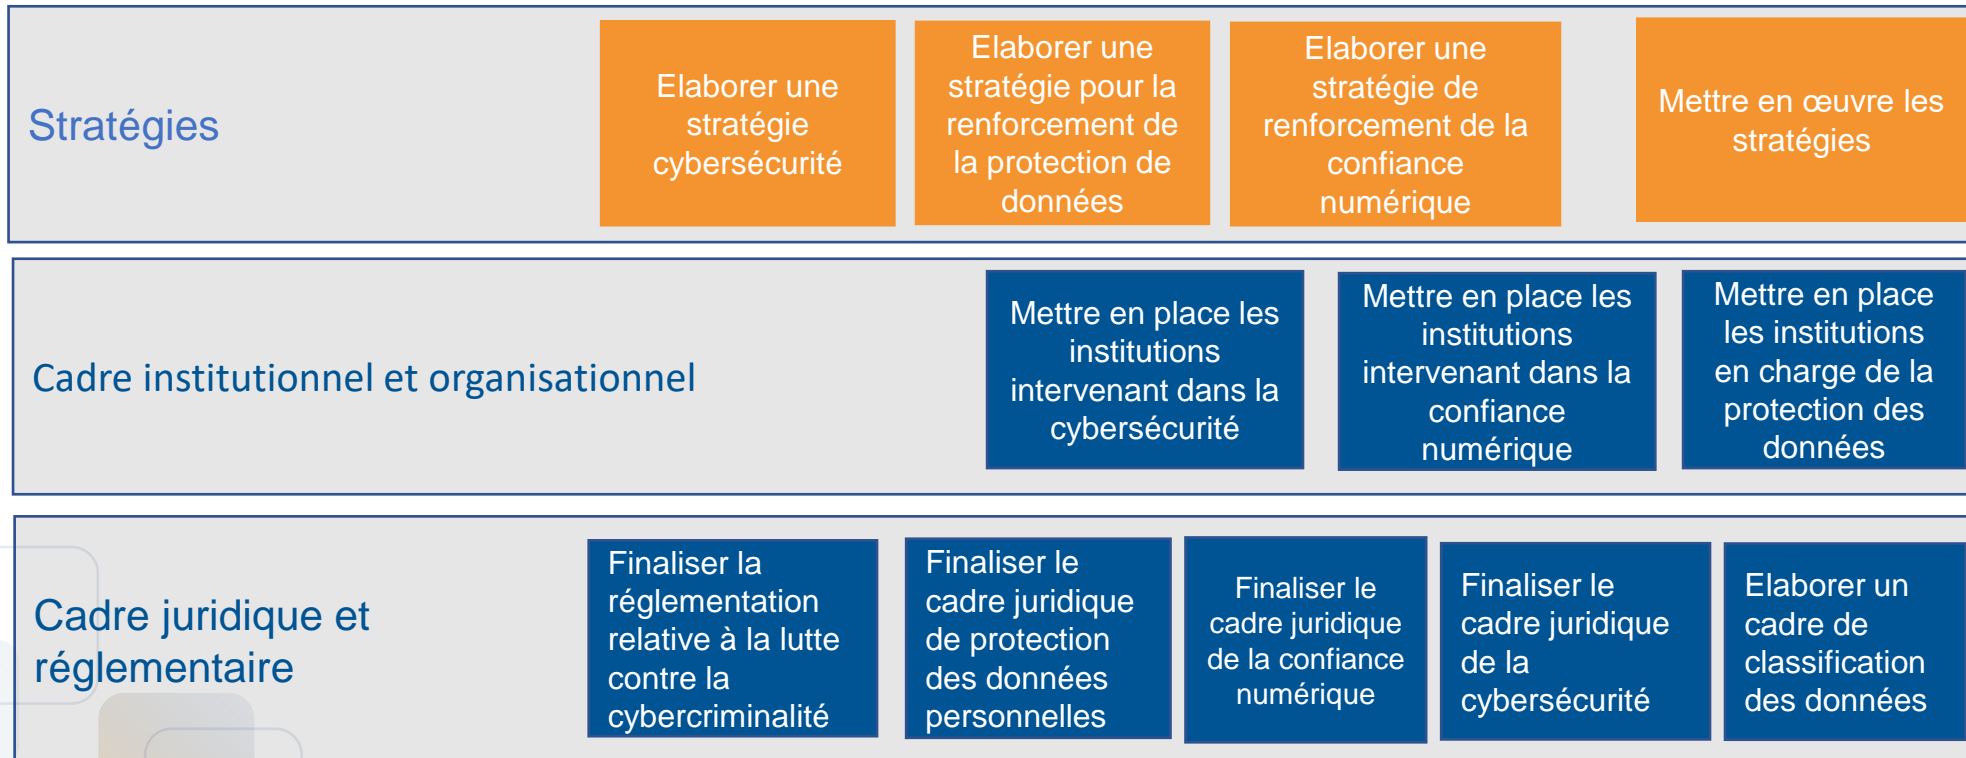 Stratégies
Elaborer une
stratégie
cybersécurité
Elaborer une
stratégie pour la
renforcement de
la protection de
données
Elaborer une
stratégie de
renforcement de la
confiance
numérique
Mettre en œuvre les
stratégies
Cadre institutionnel et organisationnel
Mettre en place les
institutions
intervenant dans la
cybersécurité
Mettre en place les
institutions
intervenant dans la
confiance
numérique
Mettre en place
les institutions
en charge de la
protection des
données
Cadre juridique et
réglementaire
Finaliser la
réglementation
relative à la lutte
contre la
cybercriminalité
Finaliser le
cadre juridique
de protection
des données
personnelles
Finaliser le
cadre juridique
de la confiance
numérique
Finaliser le
cadre juridique
de la
cybersécurité
Elaborer un
cadre de
classification
des données